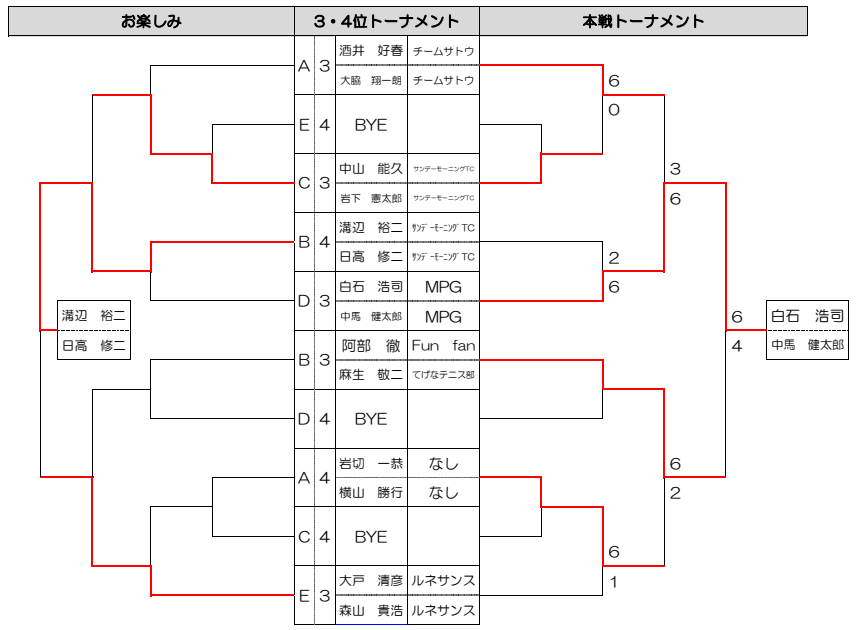 お楽しみ 3・4位トーナメント 本戦トーナメント
A 3 酒井 好春 チームサトウ
大脇 翔一朗 チームサトウ
6
0
E 4 BYE
C 3 中山 能久 サンデーモーニングTC
岩下 憲太郎 サンデーモーニングTC
3
6
B 4 溝辺 裕二 サンデーモーニングTC
日高 修二 サンデーモーニングTC
2
6
D 3 白石 浩司 MPG
中馬 健太郎 MPG
溝辺 裕二
日高 修二
6
4
白石 浩司
中馬 健太郎
B 3 阿部 徹 Fun fan
麻生 敬二 てげなテニス部
D 4 BYE
A 4 岩切 一恭 なし
横山 勝行 なし
6
2
C 4 BYE
6
1
E 3 大戸 清彦 ルネサンス
森山 貴浩 ルネサンス